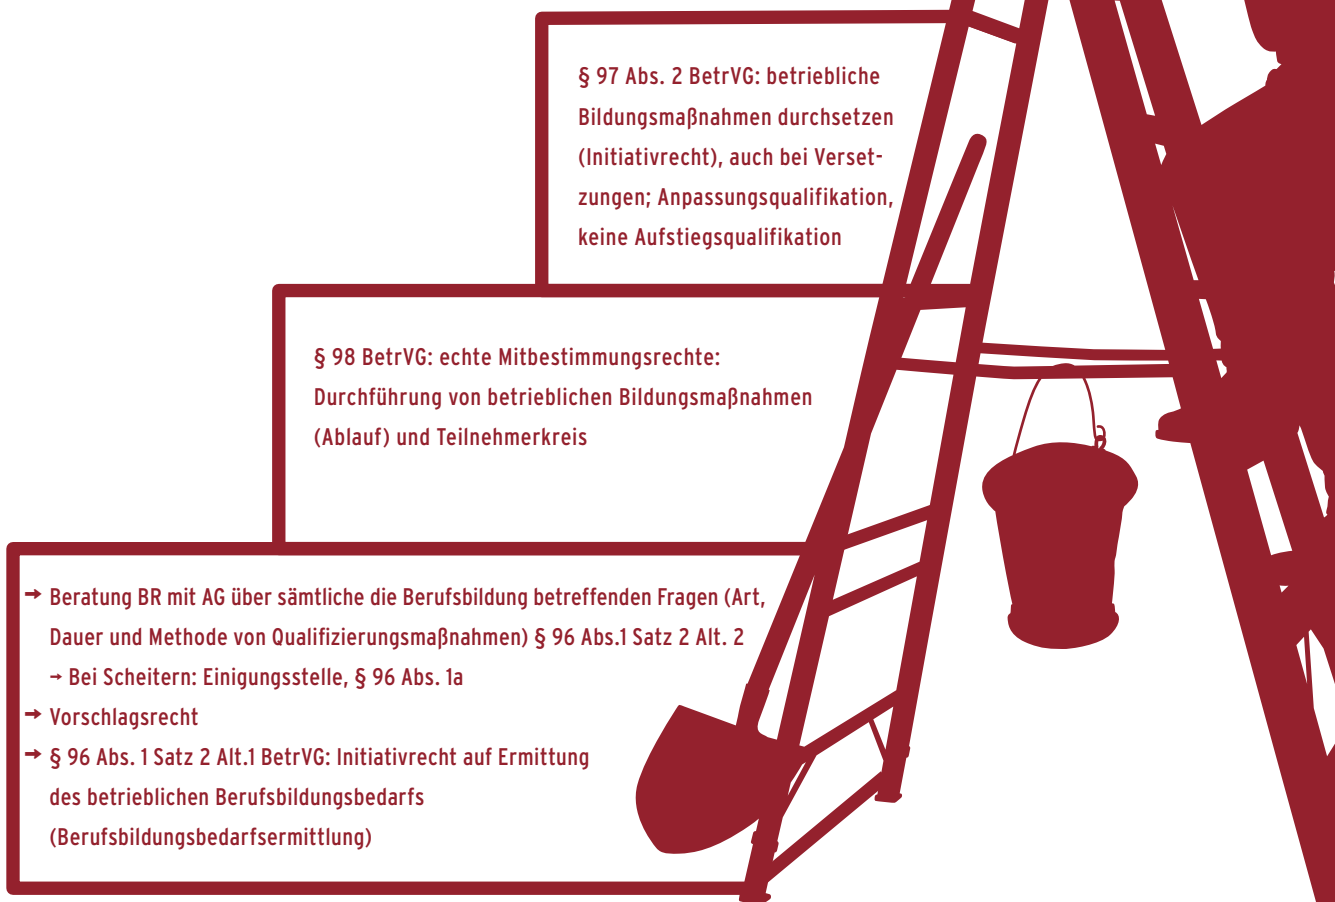 § 97 Abs. 2 BetrVG: betriebliche
Bildungsmaßnahmen durchsetzen
(Initiativrecht), auch bei Verset-
zungen; Anpassungsqualifikation,
keine Aufstiegsqualifikation
§ 98 BetrVG: echte Mitbestimmungsrechte:
Durchführung von betrieblichen Bildungsmaßnahmen
(Ablauf) und Teilnehmerkreis
→ Beratung BR mit AG über sämtliche die Berufsbildung betreffenden Fragen (Art,
Dauer und Methode von Qualifizierungsmaßnahmen) § 96 Abs.1 Satz 2 Alt. 2
→ Bei Scheitern: Einigungsstelle, § 96 Abs. 1a
→ Vorschlagsrecht
→ § 96 Abs. 1 Satz 2 Alt.1 BetrVG: Initiativrecht auf Ermittung
des betrieblichen Berufsbildungsbedarfs
(Berufsbildungsbedarfsermittlung)